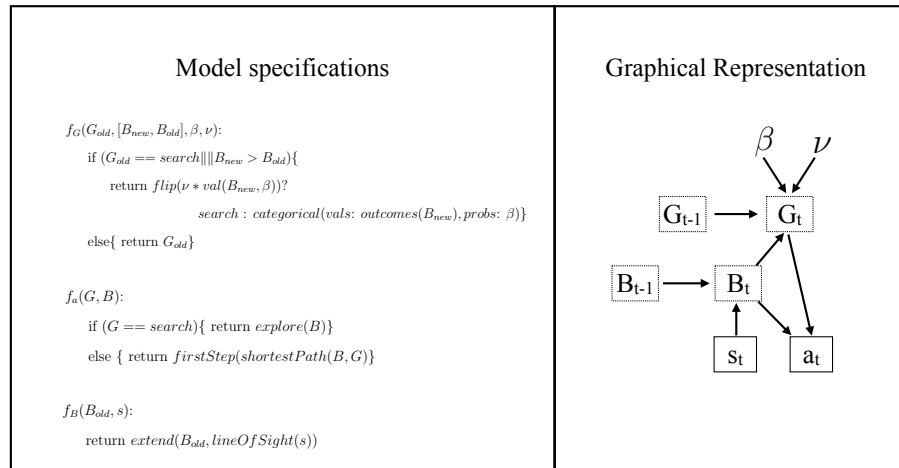 Model specifications
f_G(G_old, [B_new, B_old], β, ν):
if (G_old == search||||B_new > B_old){
return flip(ν * val(B_new, β))?
search : categorical(vals: outcomes(B_new), probs: β)}
else{ return G_old}
f_a(G, B):
if (G == search){ return explore(B)}
else { return firstStep(shortestPath(B, G)}
f_B(B_old, s):
return extend(B_old, lineOfSight(s))
Graphical Representation
β ν
G_t-1 G_t
B_t-1 B_t
s_t a_t